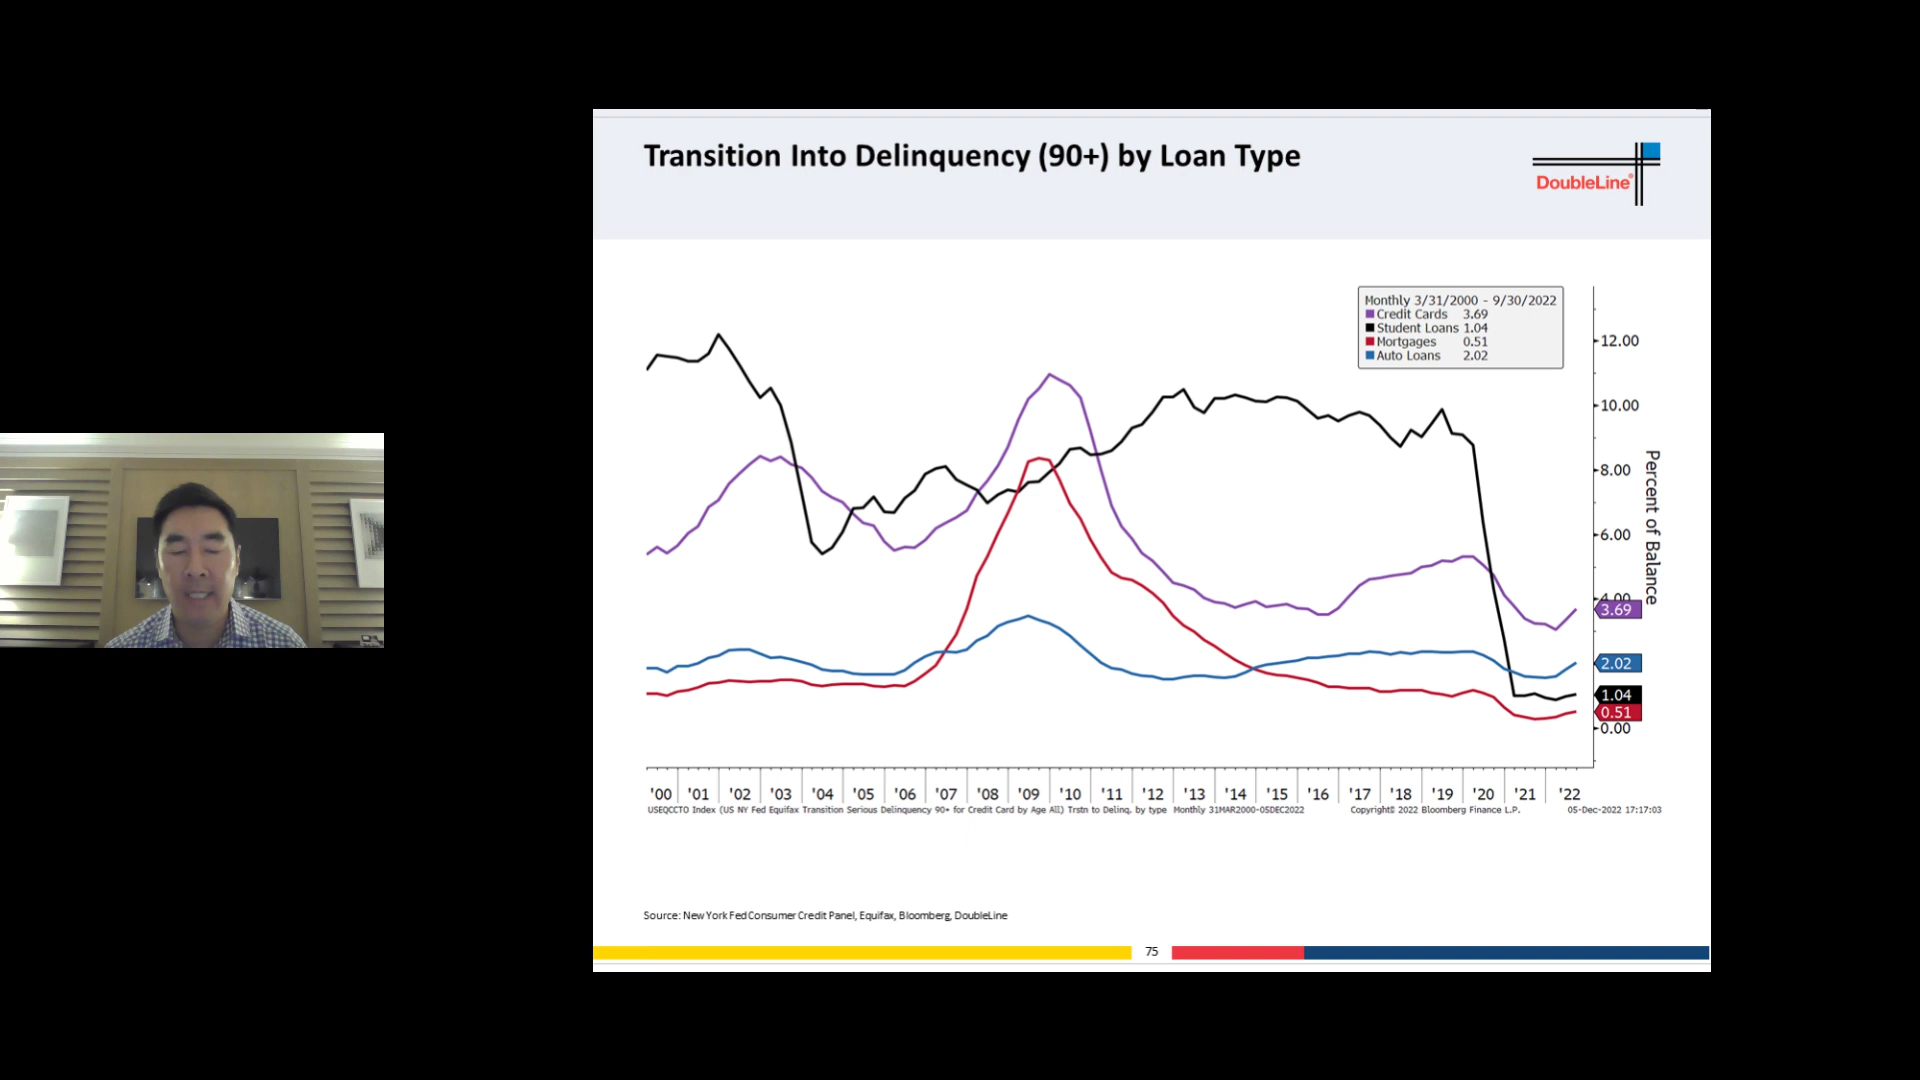 Transition Into Delinquency (90+) by Loan Type
DoubleLine®
Monthly 3/31/2000 - 9/30/2022
Credit Cards 3.69
Student Loans 1.04
Mortgages 0.51
Auto Loans 2.02
12.00
10.00
8.00
6.00
4.00
3.69
2.02
1.04
0.51
0.00
Percent of Balance
'00 '01 '02 '03 '04 '05 '06 '07 '08 '09 '10 '11 '12 '13 '14 '15 '16 '17 '18 '19 '20 '21 '22
USEQCCTO Index (US NY Fed Equifax Transition Serious Delinquency 90+ for Credit Card by Age All) Trstn to Delinq. by type Monthly 31MAR2000-05DEC2022 Copyright© 2022 Bloomberg Finance L.P. 05-Dec-2022 17:17:03
Source: New York Fed Consumer Credit Panel, Equifax, Bloomberg, DoubleLine
75